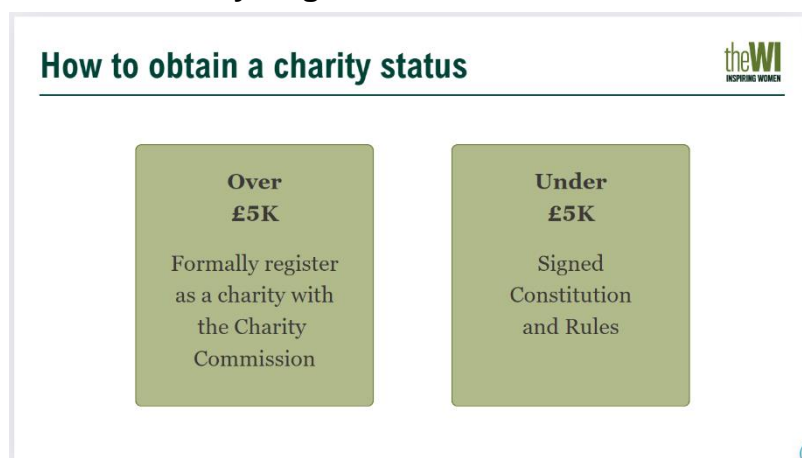 How to obtain a charity status
theWI
INSPIRING WOMEN
Over
£5K
Formally register
as a charity with
the Charity
Commission
Under
£5K
Signed
Constitution
and Rules